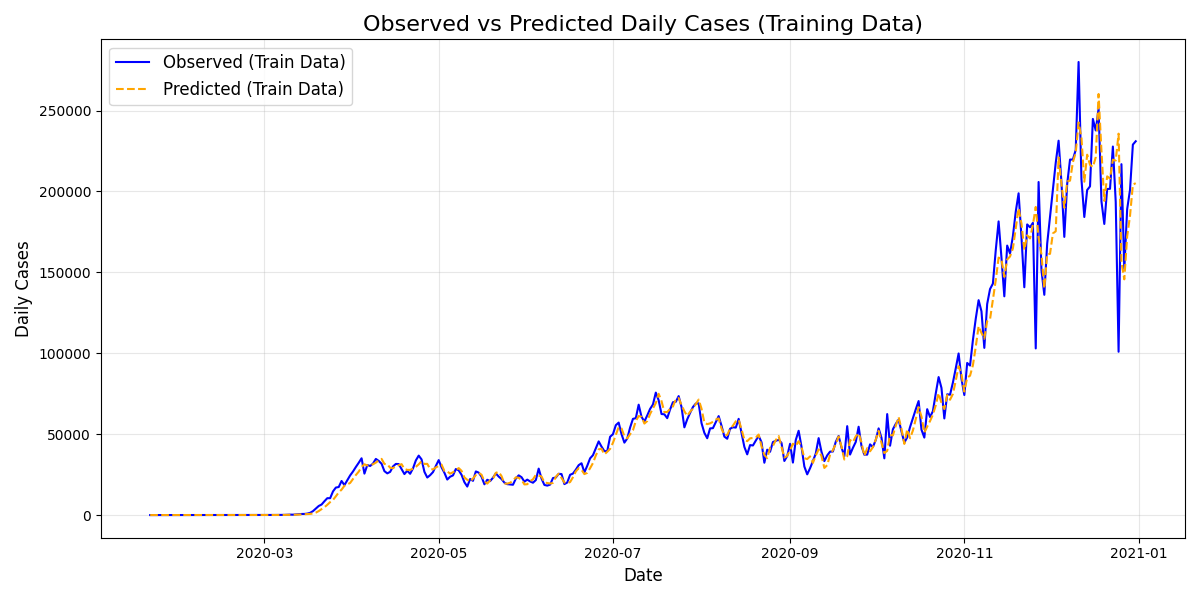 Observed vs Predicted Daily Cases (Training Data)
Observed (Train Data)
Predicted (Train Data)
250000
200000
150000
100000
50000
0
Daily Cases
2020-03 2020-05 2020-07 2020-09 2020-11 2021-01
Date